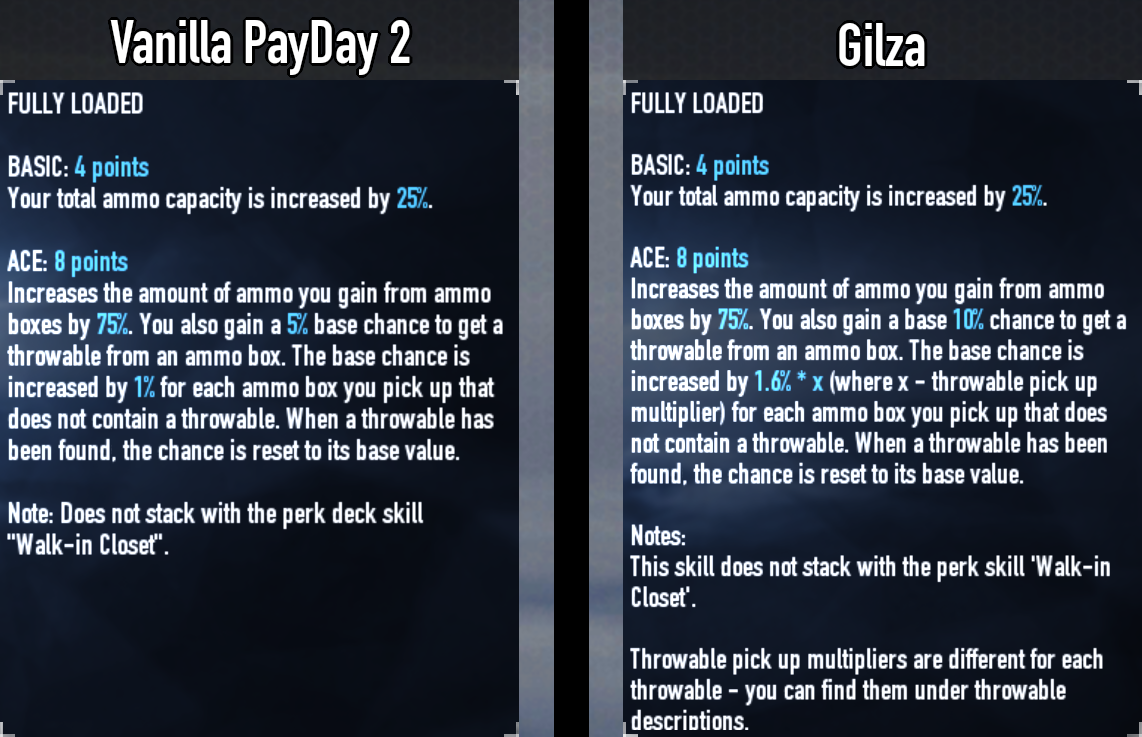 Vanilla PayDay 2
FULLY LOADED
BASIC: 4 points
Your total ammo capacity is increased by 25%.
ACE: 8 points
Increases the amount of ammo you gain from ammo
boxes by 75%. You also gain a 5% base chance to get a
throwable from an ammo box. The base chance is
increased by 1% for each ammo box you pick up that
does not contain a throwable. When a throwable has
been found, the chance is reset to its base value.
Note: Does not stack with the perk deck skill
"Walk-in Closet".
Gilza
FULLY LOADED
BASIC: 4 points
Your total ammo capacity is increased by 25%.
ACE: 8 points
Increases the amount of ammo you gain from ammo
boxes by 75%. You also gain a base 10% chance to get a
throwable from an ammo box. The base chance is
increased by 1.6% * x (where x - throwable pick up
multiplier) for each ammo box you pick up that does
not contain a throwable. When a throwable has been
found, the chance is reset to its base value.
Notes:
This skill does not stack with the perk skill 'Walk-in
Closet'.
Throwable pick up multipliers are different for each
throwable - you can find them under throwable
descriptions.